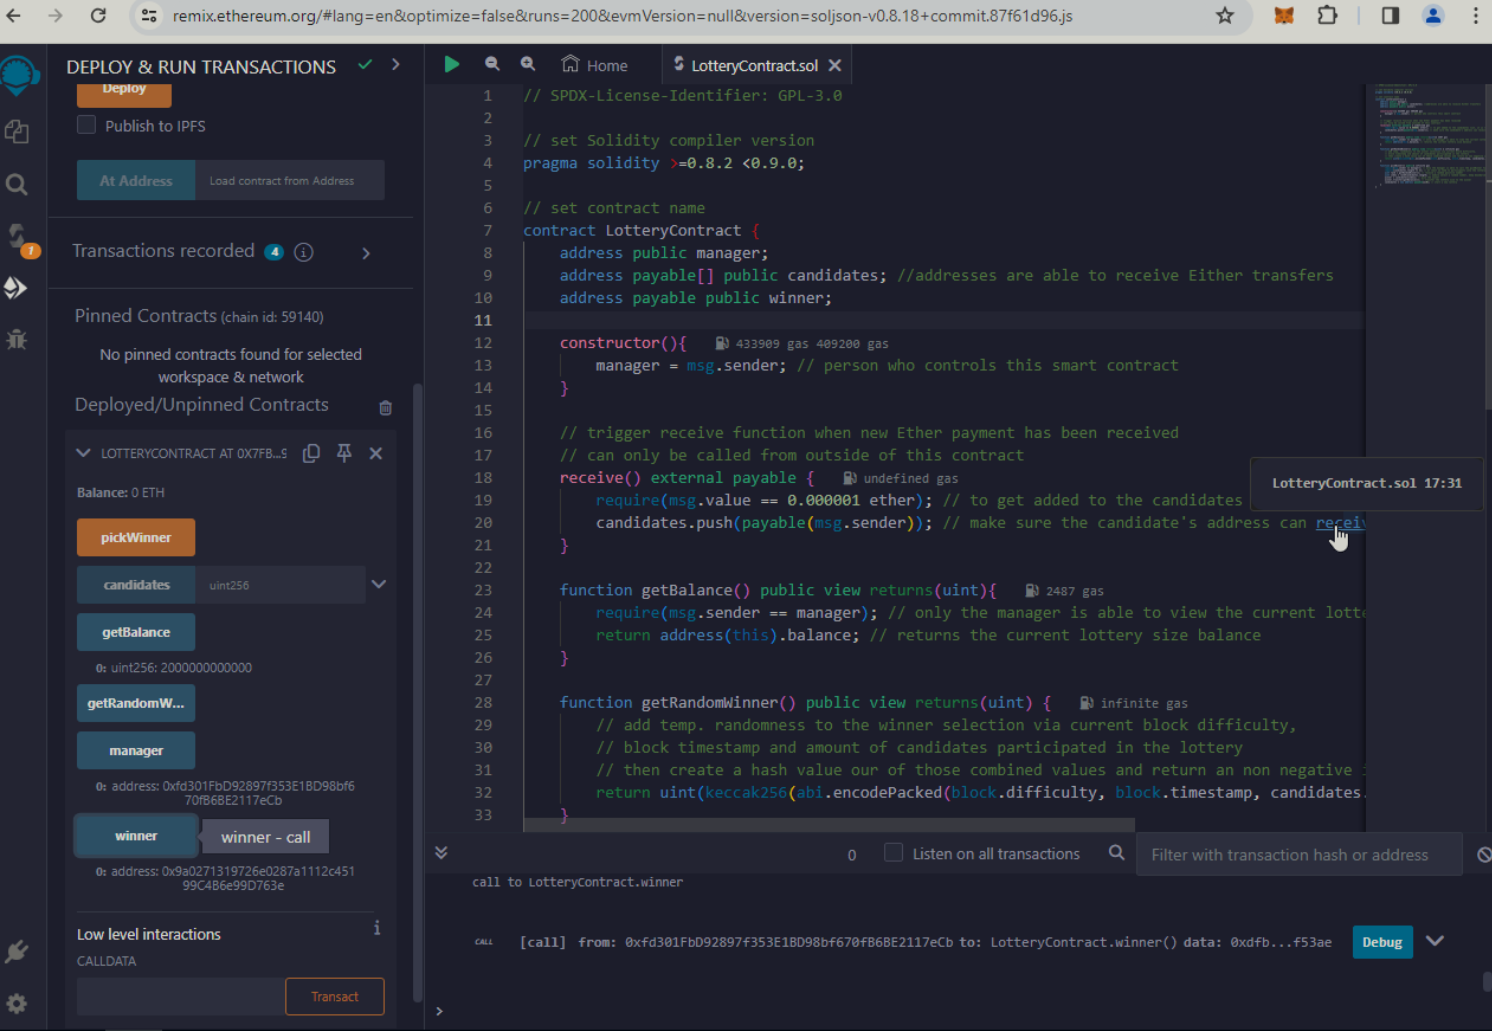 remix.ethereum.org/#lang=en&optimize=false&runs=200&evmVersion=null&version=soljson-v0.8.18+commit.87f61d96.js
DEPLOY & RUN TRANSACTIONS
Deploy
Publish to IPFS
At Address
Load contract from Address
Transactions recorded 4 i
1
Pinned Contracts (chain id: 59140)
No pinned contracts found for selected
workspace & network
Deployed/Unpinned Contracts
LOTTERYCONTRACT AT 0X7FB...9
Balance: 0 ETH
pickWinner
candidates
uint256
getBalance
0: uint256: 2000000000000
getRandomW...
manager
0: address: 0xfd301FbD92897f353E1BD98bf6
70fB6BE2117eCb
winner
winner - call
0: address: 0x9a0271319726e0287a1112c451
99C4B6e99D763e
Low level interactions
i
CALLDATA
Transact
Home
LotteryContract.sol
1 // SPDX-License-Identifier: GPL-3.0
2
3 // set Solidity compiler version
4 pragma solidity >=0.8.2 <0.9.0;
5
6 // set contract name
7 contract LotteryContract {
8 address public manager;
9 address payable[] public candidates; //addresses are able to receive Either transfers
10 address payable public winner;
11
12 constructor(){ 433909 gas 409200 gas
13 manager = msg.sender; // person who controls this smart contract
14 }
15
16 // trigger receive function when new Ether payment has been received
17 // can only be called from outside of this contract
18 receive() external payable { undefined gas
19 require(msg.value == 0.000001 ether); // to get added to the candidates
LotteryContract.sol 17:31
20 candidates.push(payable(msg.sender)); // make sure the candidate's address can receiv
21 }
22
23 function getBalance() public view returns(uint){ 2487 gas
24 require(msg.sender == manager); // only the manager is able to view the current lotte
25 return address(this).balance; // returns the current lottery size balance
26 }
27
28 function getRandomWinner() public view returns(uint) { infinite gas
29 // add temp. randomness to the winner selection via current block difficulty,
30 // block timestamp and amount of candidates participated in the lottery
31 // then create a hash value our of those combined values and return an non negative
32 return uint(keccak256(abi.encodePacked(block.difficulty, block.timestamp, candidates.
33 }
0
Listen on all transactions
Filter with transaction hash or address
call to LotteryContract.winner
CALL [call] from: 0xfd301FbD92897f353E1BD98bf670fB6BE2117eCb to: LotteryContract.winner() data: 0xdfb...f53ae
Debug
>